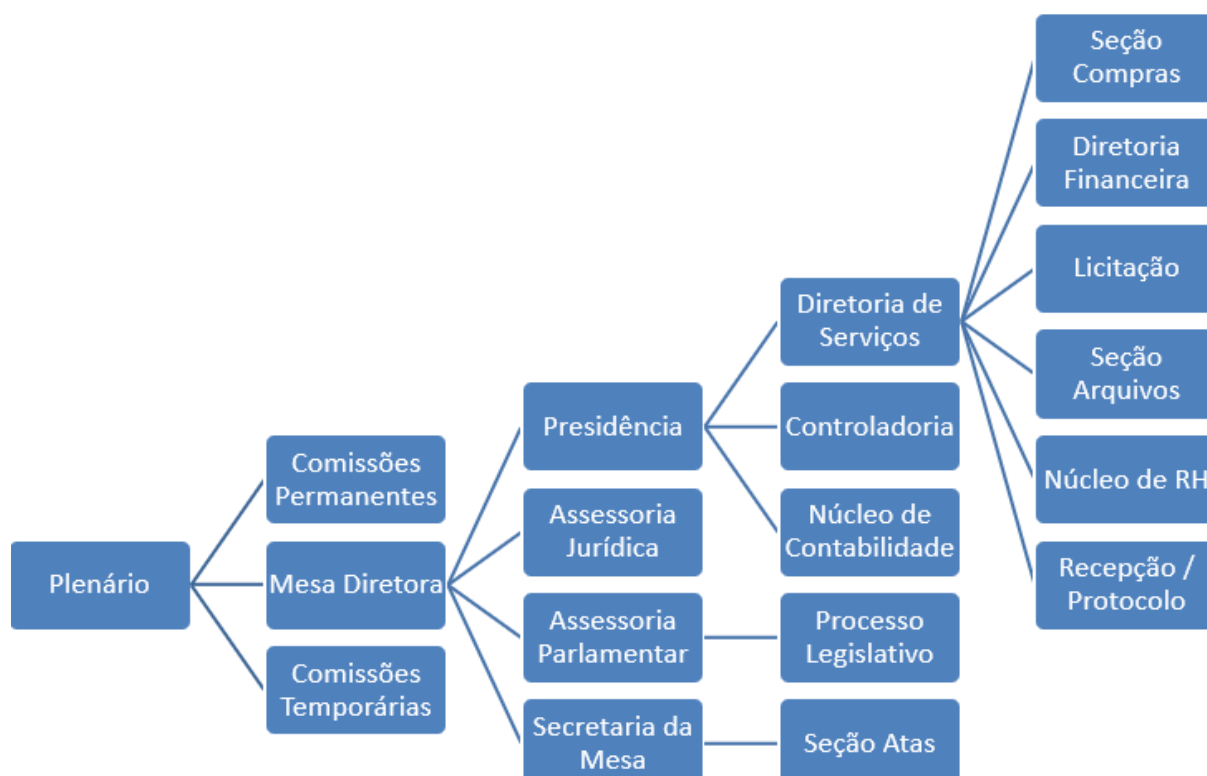 Plenário
Comissões
Permanentes
Mesa Diretora
Comissões
Temporárias
Presidência
Assessoria
Jurídica
Assessoria
Parlamentar
Secretaria da
Mesa
Diretoria de
Serviços
Controladoria
Núcleo de
Contabilidade
Processo
Legislativo
Seção Atas
Seção
Compras
Diretoria
Financeira
Licitação
Seção
Arquivos
Núcleo de RH
Recepção /
Protocolo